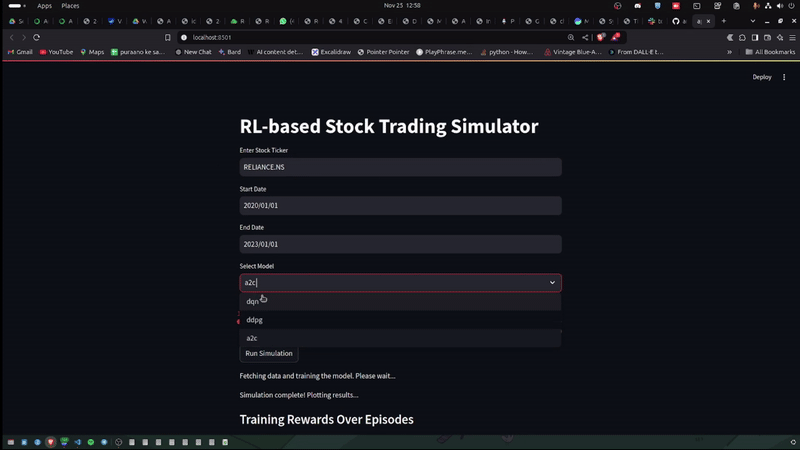 Apps Places
Nov 25 12:58
localhost:8501
Gmail YouTube Maps puraano ke sa... New Chat Bard AI content det... Excalidraw Pointer Pointer PlayPhrase.me... python - How... Vintage Blue-A... From DALL-E t... All Bookmarks
Deploy
RL-based Stock Trading Simulator
Enter Stock Ticker
RELIANCE.NS
Start Date
2020/01/01
End Date
2023/01/01
Select Model
a2c
dqn
ddpg
a2c
Run Simulation
Fetching data and training the model. Please wait...
Simulation complete! Plotting results...
Training Rewards Over Episodes